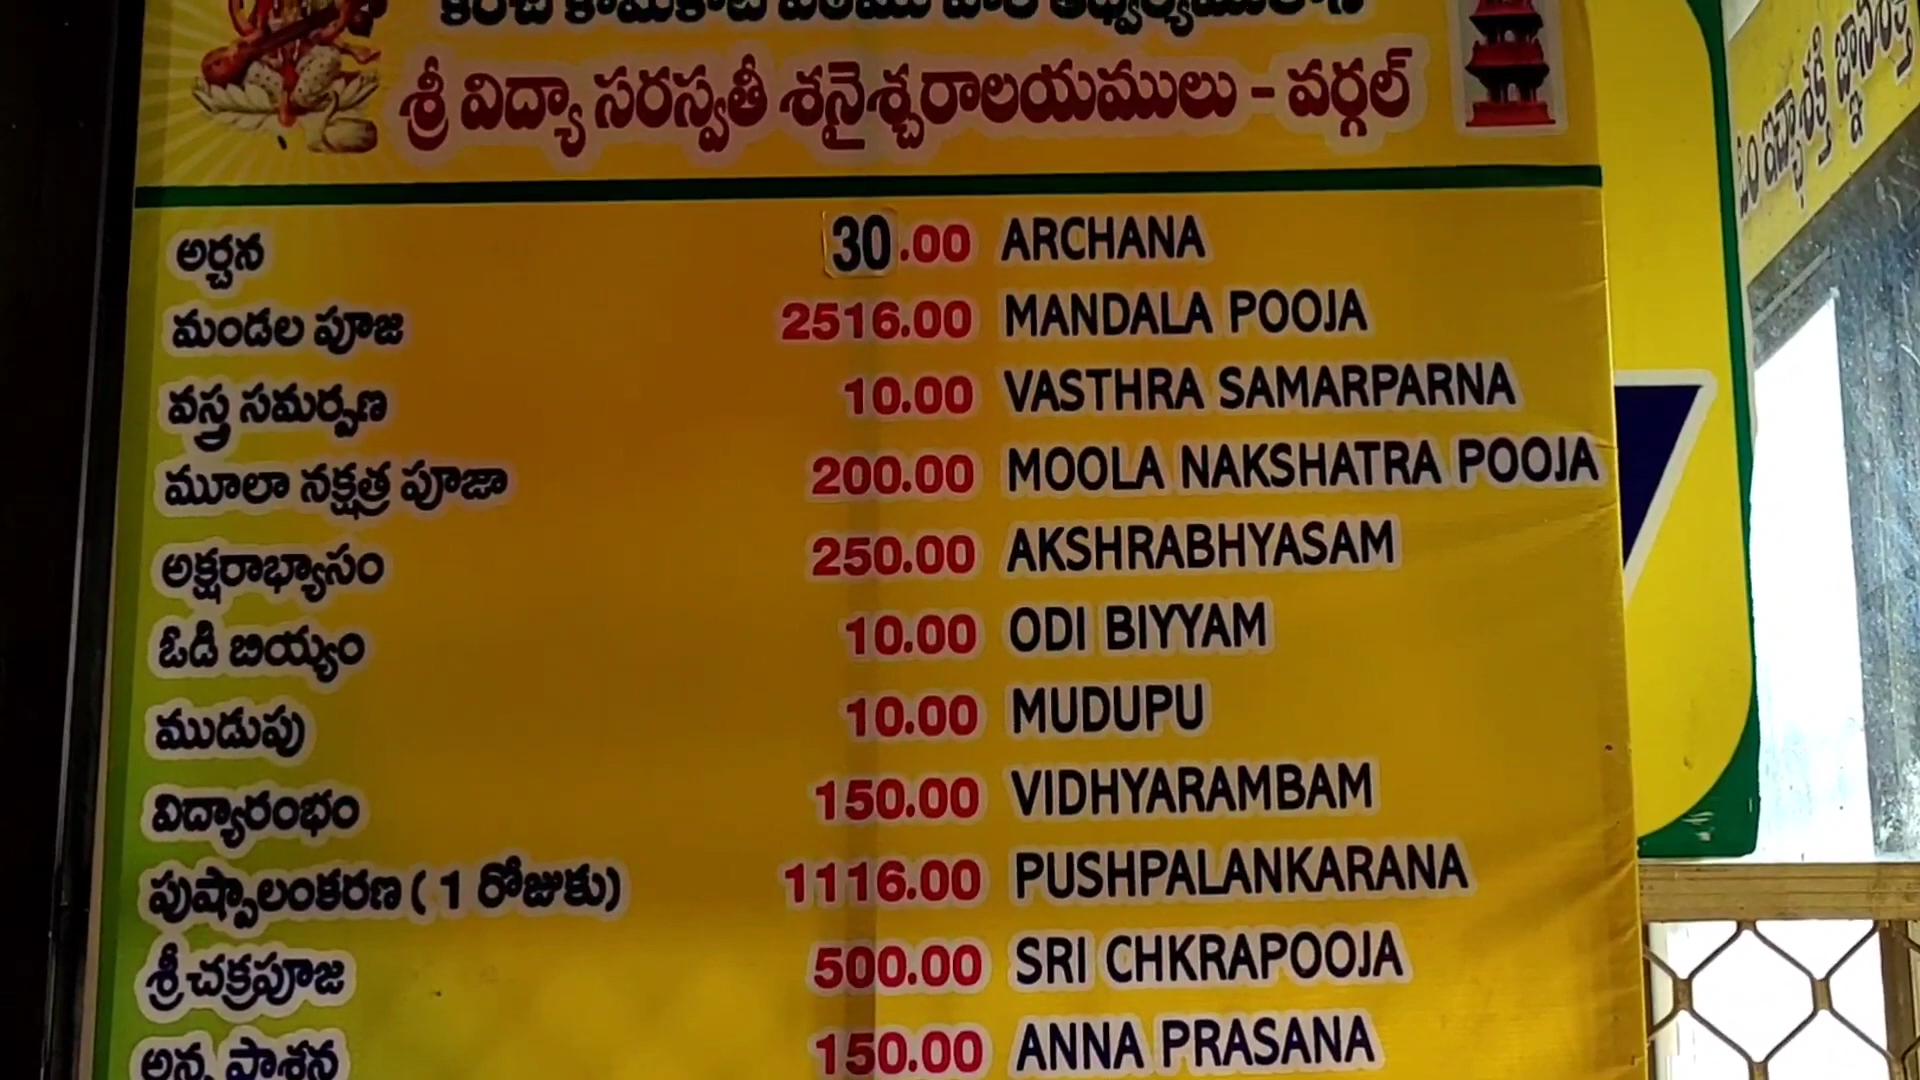 శ్రీ విద్యా సరస్వతీ శనైశ్చరాలయములు - వర్గల్
అర్చన 30.00 ARCHANA
మండల పూజ 2516.00 MANDALA POOJA
వస్త్ర సమర్పణ 10.00 VASTHRA SAMARPARNA
మూలా నక్షత్ర పూజా 200.00 MOOLA NAKSHATRA POOJA
అక్షరాభ్యాసం 250.00 AKSHRABHYASAM
ఓడి బియ్యం 10.00 ODI BIYYAM
ముడుపు 10.00 MUDUPU
విద్యారంభం 150.00 VIDHYARAMBAM
పుష్పాలంకరణ ( 1 రోజుకు) 1116.00 PUSHPALANKARANA
శ్రీచక్రపూజ 500.00 SRI CHKRAPOOJA
అన్న ప్రాశన 150.00 ANNA PRASANA
ఓం ఇచ్ఛాశక్తి